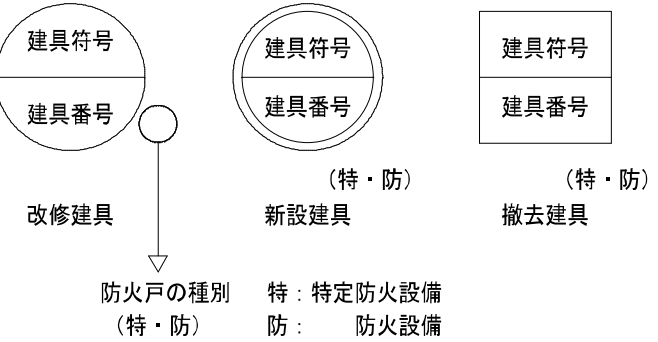 建具符号 建具符号 建具符号
建具番号 建具番号 建具番号
(特・防) (特・防)
改修建具 新設建具 撤去建具
防火戸の種別 特:特定防火設備
(特・防) 防: 防火設備